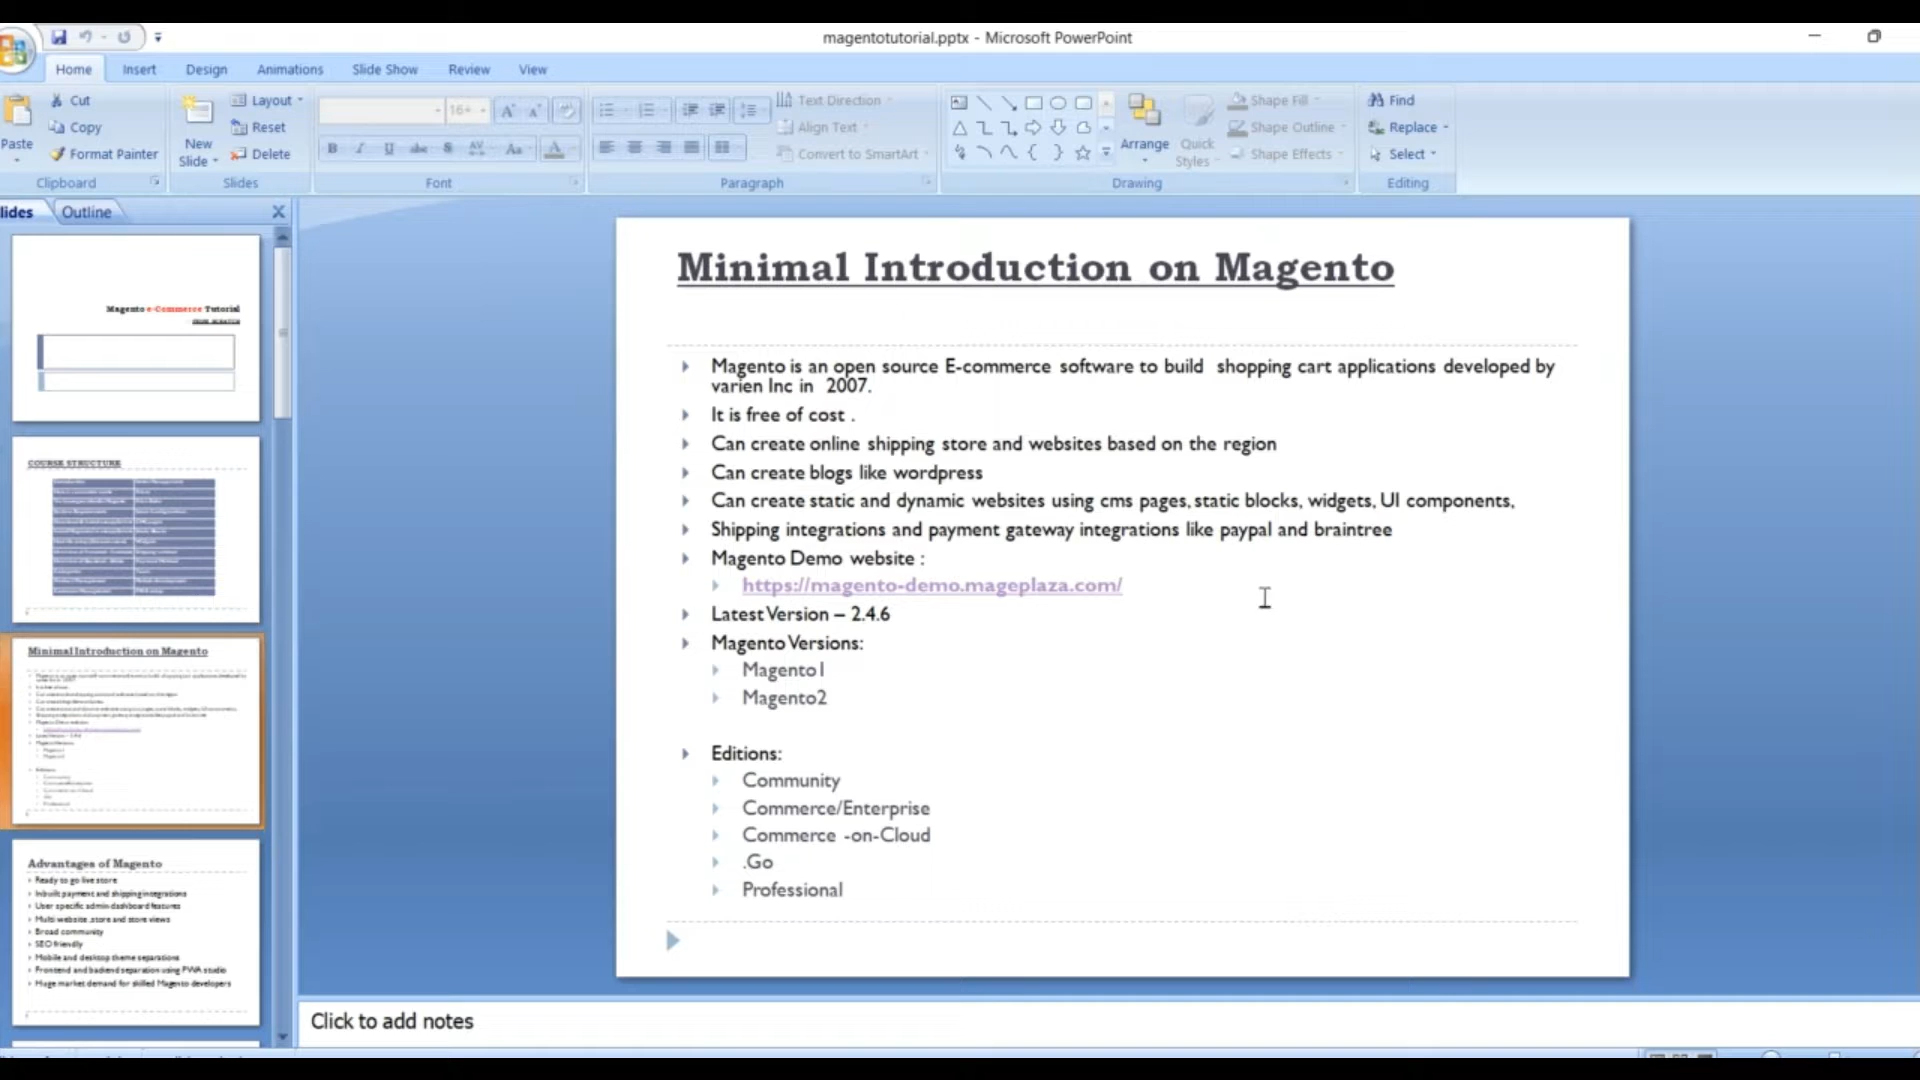 magentotutorial.pptx - Microsoft PowerPoint
Home Insert Design Animations Slide Show Review View
Paste
Cut
Copy
Format Painter
Clipboard
New Slide
Layout
Reset
Delete
Slides
16+
Font
Text Direction
Align Text
Convert to SmartArt
Paragraph
Arrange
Quick Styles
Shape Fill
Shape Outline
Shape Effects
Drawing
Find
Replace
Select
Editing
lides Outline
Magento e-Commerce Tutorial
COURSE STRUCTURE
Minimal Introduction on Magento
Advantages of Magento
Ready to go live store
Inbuilt payment and shipping integrations
User specific admin dashboard features
Multi website ,store and store views
Broad community
SEO friendly
Mobile and desktop theme separations
Frontend and backend separation using PWA studio
Huge market demand for skilled Magento developers
Minimal Introduction on Magento
Magento is an open source E-commerce software to build shopping cart applications developed by
varien Inc in 2007.
It is free of cost .
Can create online shipping store and websites based on the region
Can create blogs like wordpress
Can create static and dynamic websites using cms pages, static blocks, widgets, UI components,
Shipping integrations and payment gateway integrations like paypal and braintree
Magento Demo website :
https://magento-demo.mageplaza.com/
Latest Version – 2.4.6
Magento Versions:
Magento1
Magento2
Editions:
Community
Commerce/Enterprise
Commerce -on-Cloud
.Go
Professional
Click to add notes